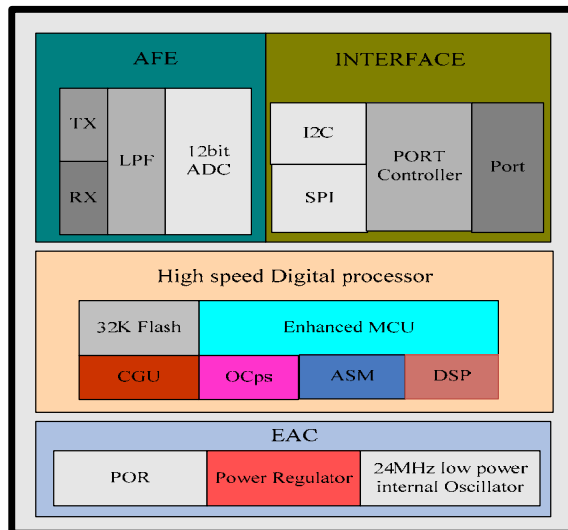 AFE
INTERFACE
TX
RX
LPF
12bit
ADC
I2C
SPI
PORT
Controller
Port
High speed Digital processor
32K Flash
Enhanced MCU
CGU
OCps
ASM
DSP
EAC
POR
Power Regulator
24MHz low power
internal Oscillator